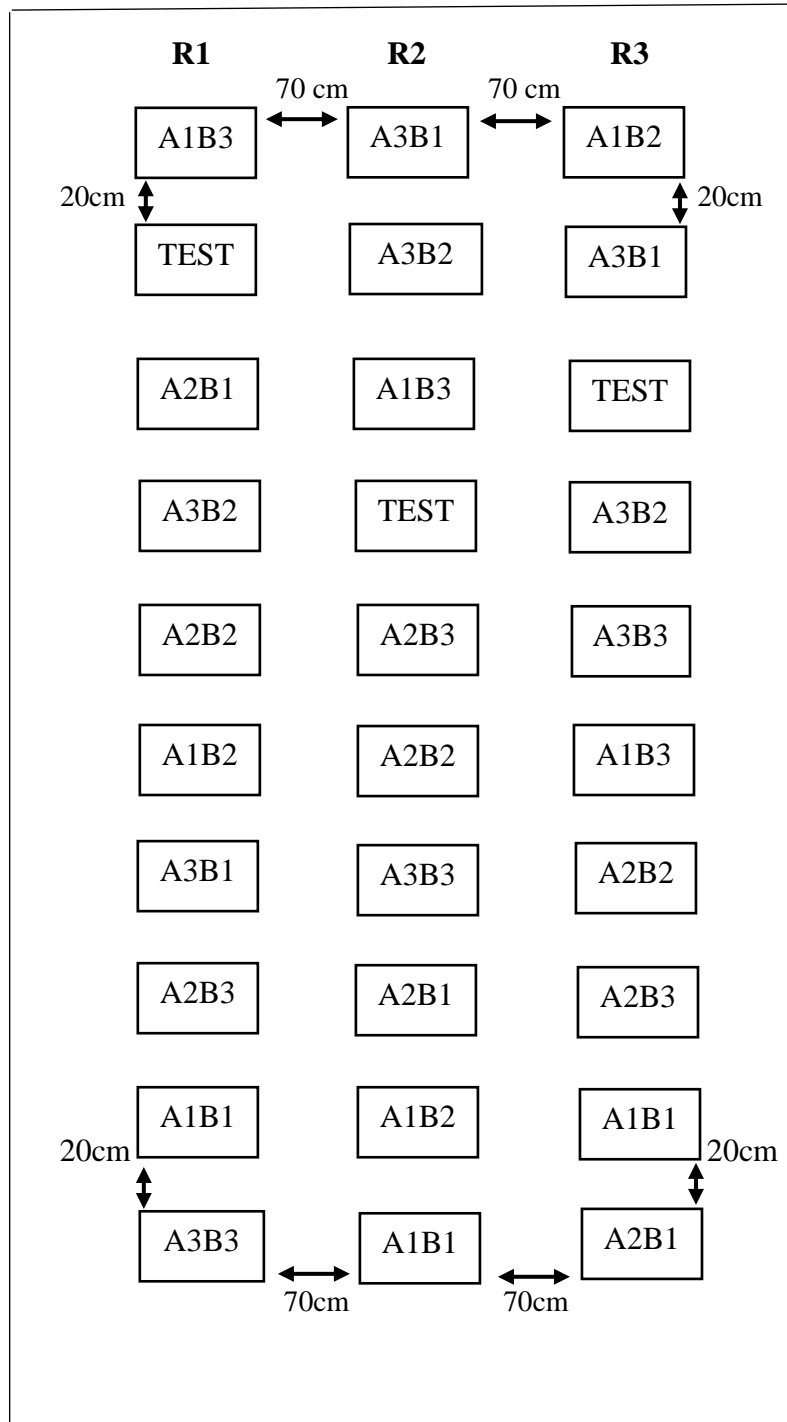 R1 R2 R3
70 cm 70 cm
A1B3 A3B1 A1B2
20cm 20cm
TEST A3B2 A3B1
A2B1 A1B3 TEST
A3B2 TEST A3B2
A2B2 A2B3 A3B3
A1B2 A2B2 A1B3
A3B1 A3B3 A2B2
A2B3 A2B1 A2B3
A1B1 A1B2 A1B1
20cm 20cm
A3B3 A1B1 A2B1
70cm 70cm